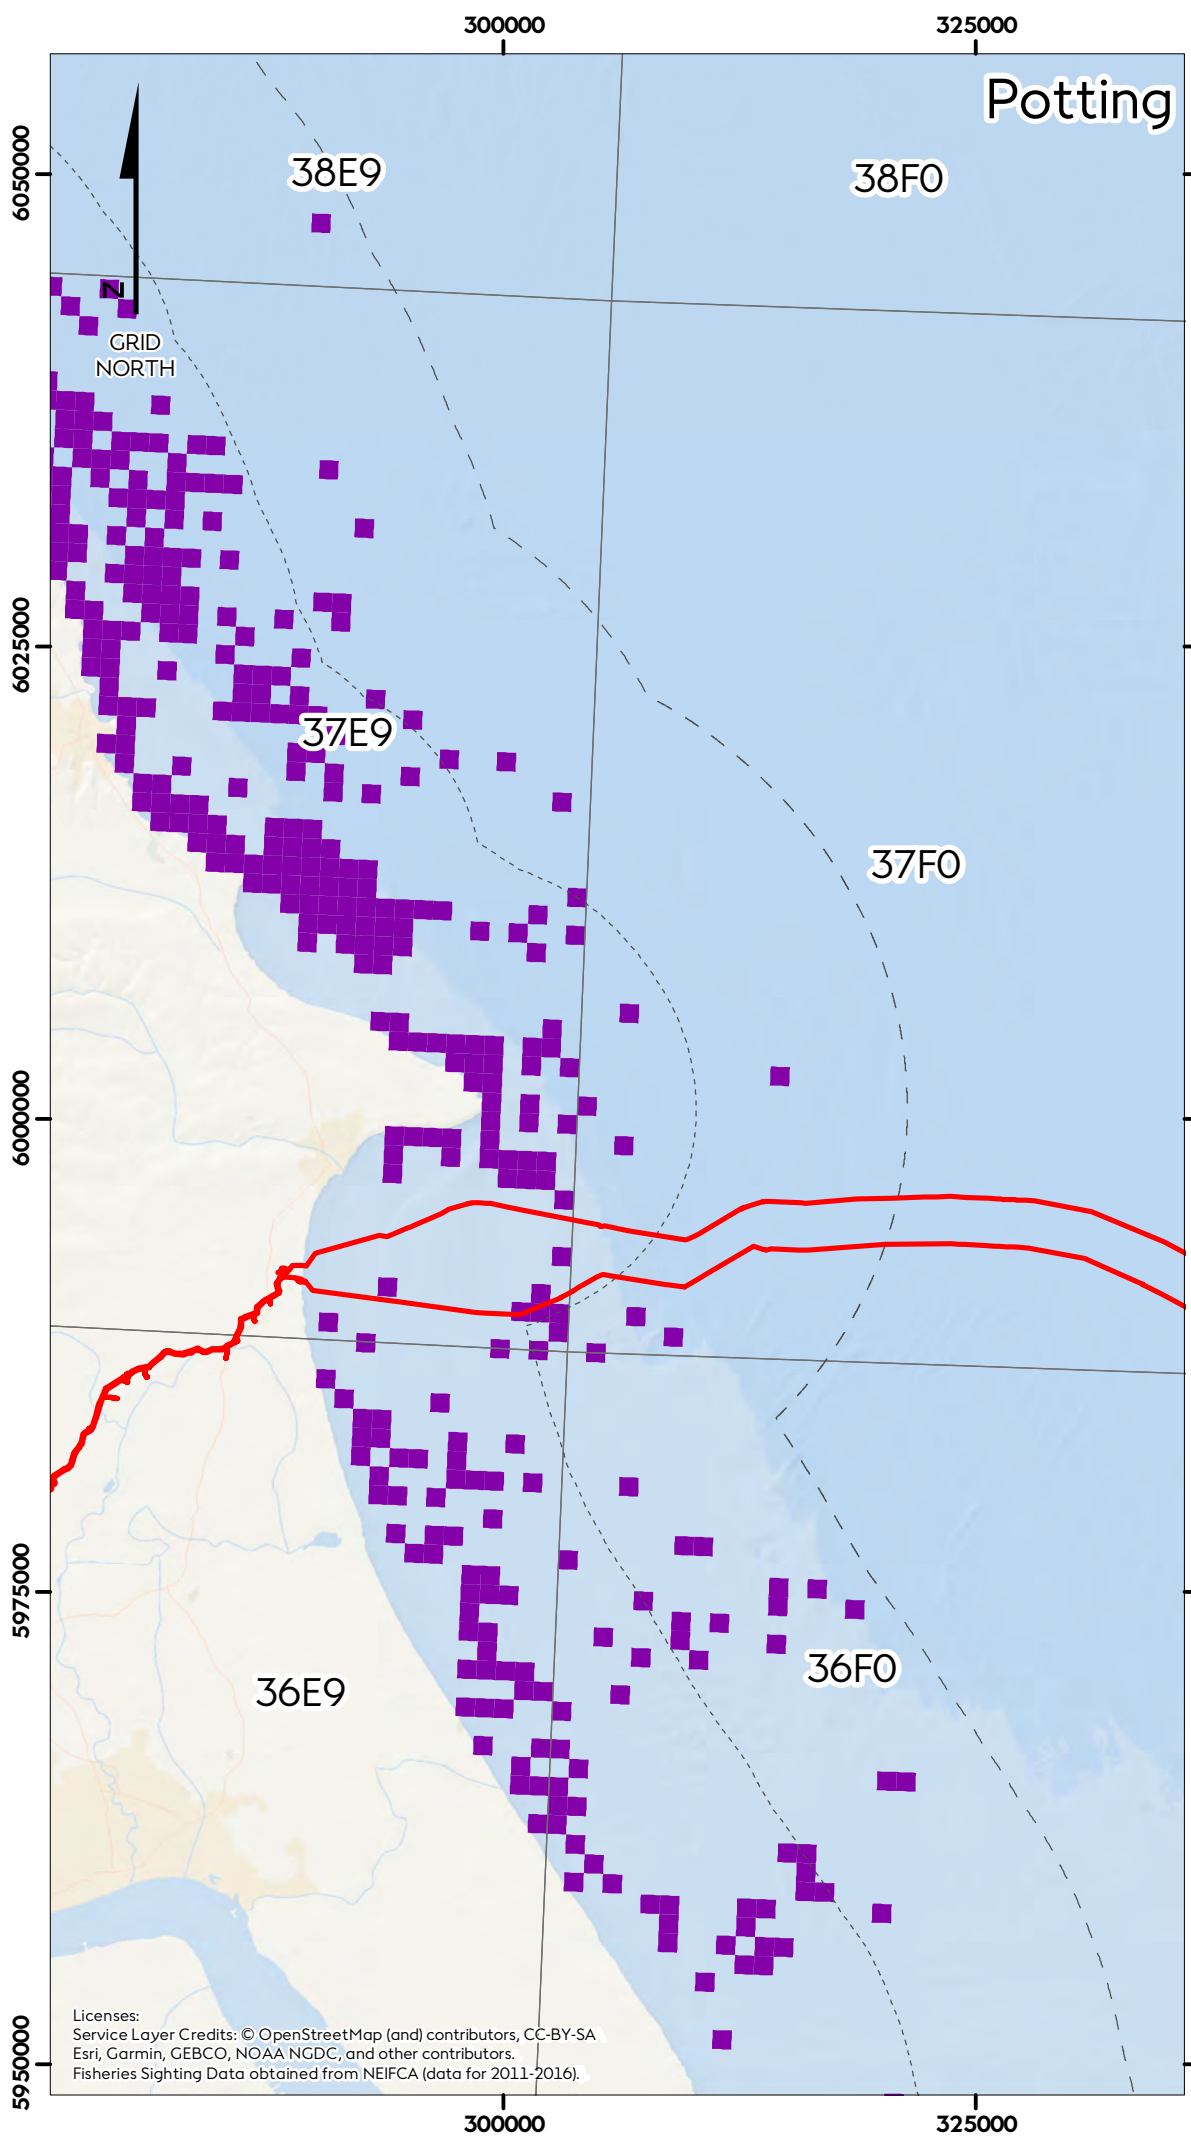 300000
325000
Potting
6050000
38E9
38F0
N
GRID
NORTH
6025000
37E9
37F0
6000000
5975000
36E9
36F0
5950000
Licenses:
Service Layer Credits: © OpenStreetMap (and) contributors, CC-BY-SA
Esri, Garmin, GEBCO, NOAA NGDC, and other contributors.
Fisheries Sighting Data obtained from NEIFCA (data for 2011-2016).
300000
325000